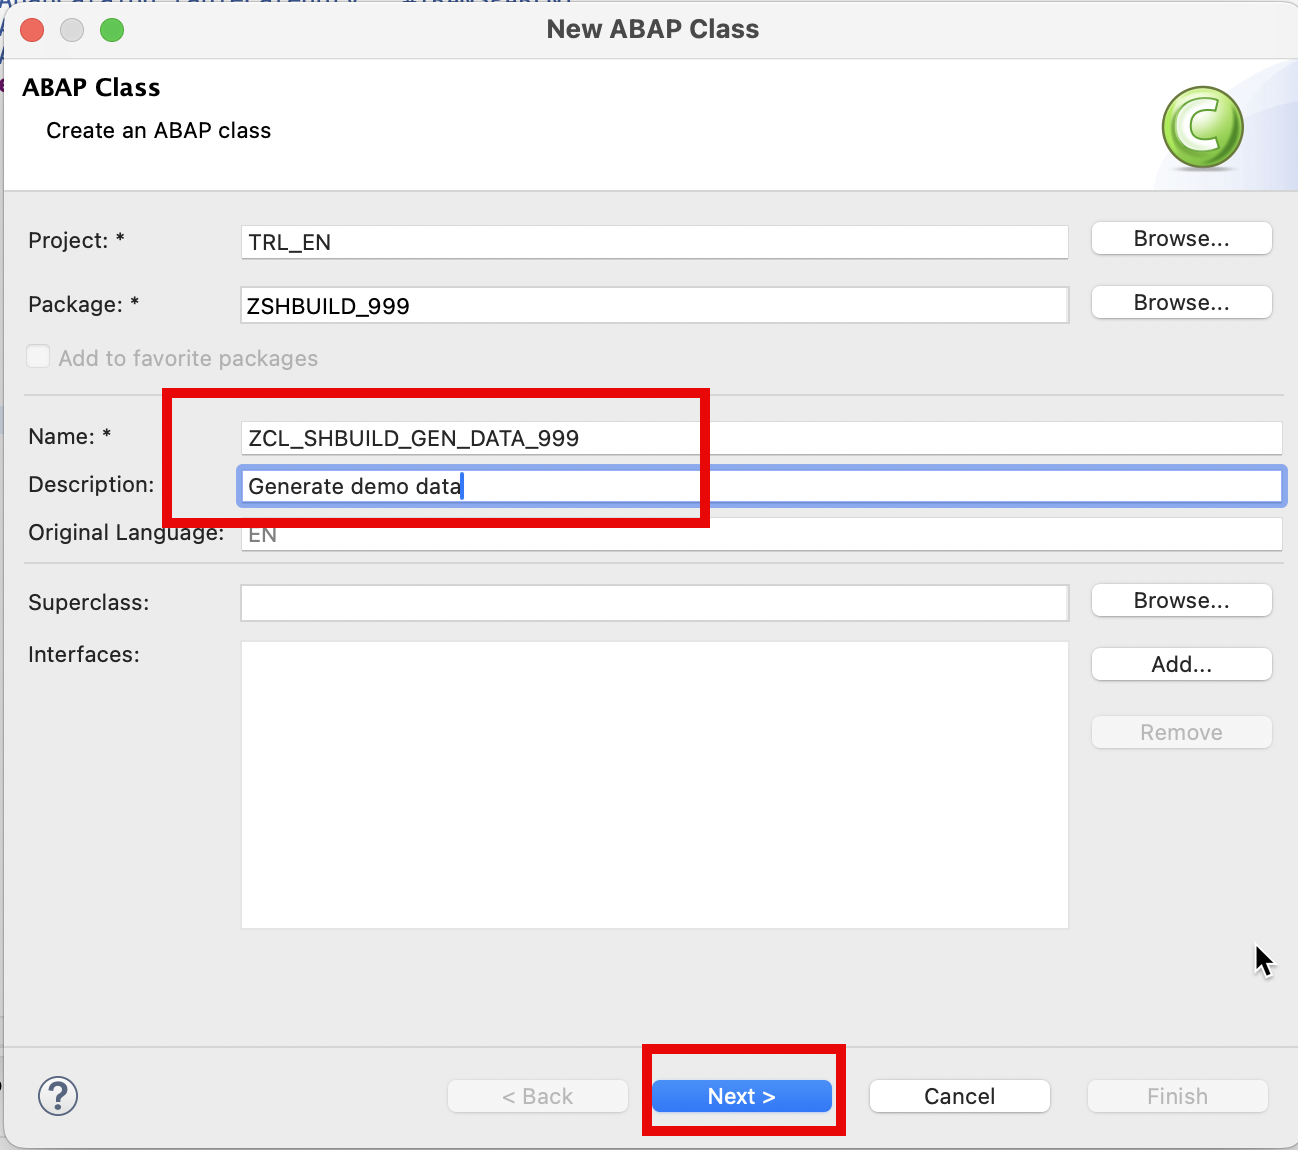 New ABAP Class
ABAP Class
Create an ABAP class
C
Project: * TRL_EN Browse...
Package: * ZSHBUILD_999 Browse...
Add to favorite packages
Name: * ZCL_SHBUILD_GEN_DATA_999
Description: Generate demo data
Original Language: EN
Superclass: Browse...
Interfaces: Add...
Remove
? < Back Next > Cancel Finish